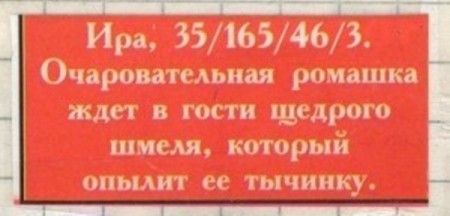 Ира, 35/165/46/3.
Очаровательная ромашка
ждет в гости щедрого
шмеля, который
опылит ее тычинку.